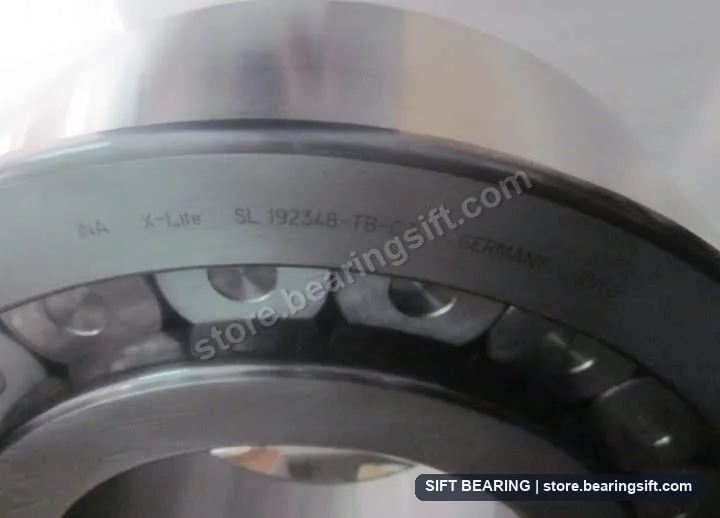 INA X-Life SL 192348-TB-C GERMANY
store.bearingsift.com
SIFT BEARING | store.bearingsift.com